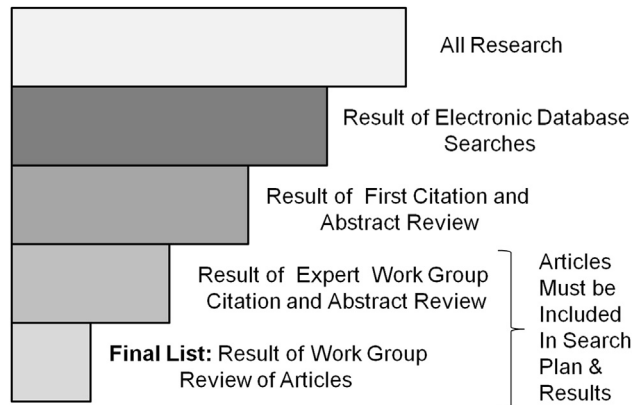 All Research
Result of Electronic Database
Searches
Result of First Citation and
Abstract Review
Result of Expert Work Group
Citation and Abstract Review
Final List: Result of Work Group
Review of Articles
Articles
Must be
Included
In Search
Plan &
Results